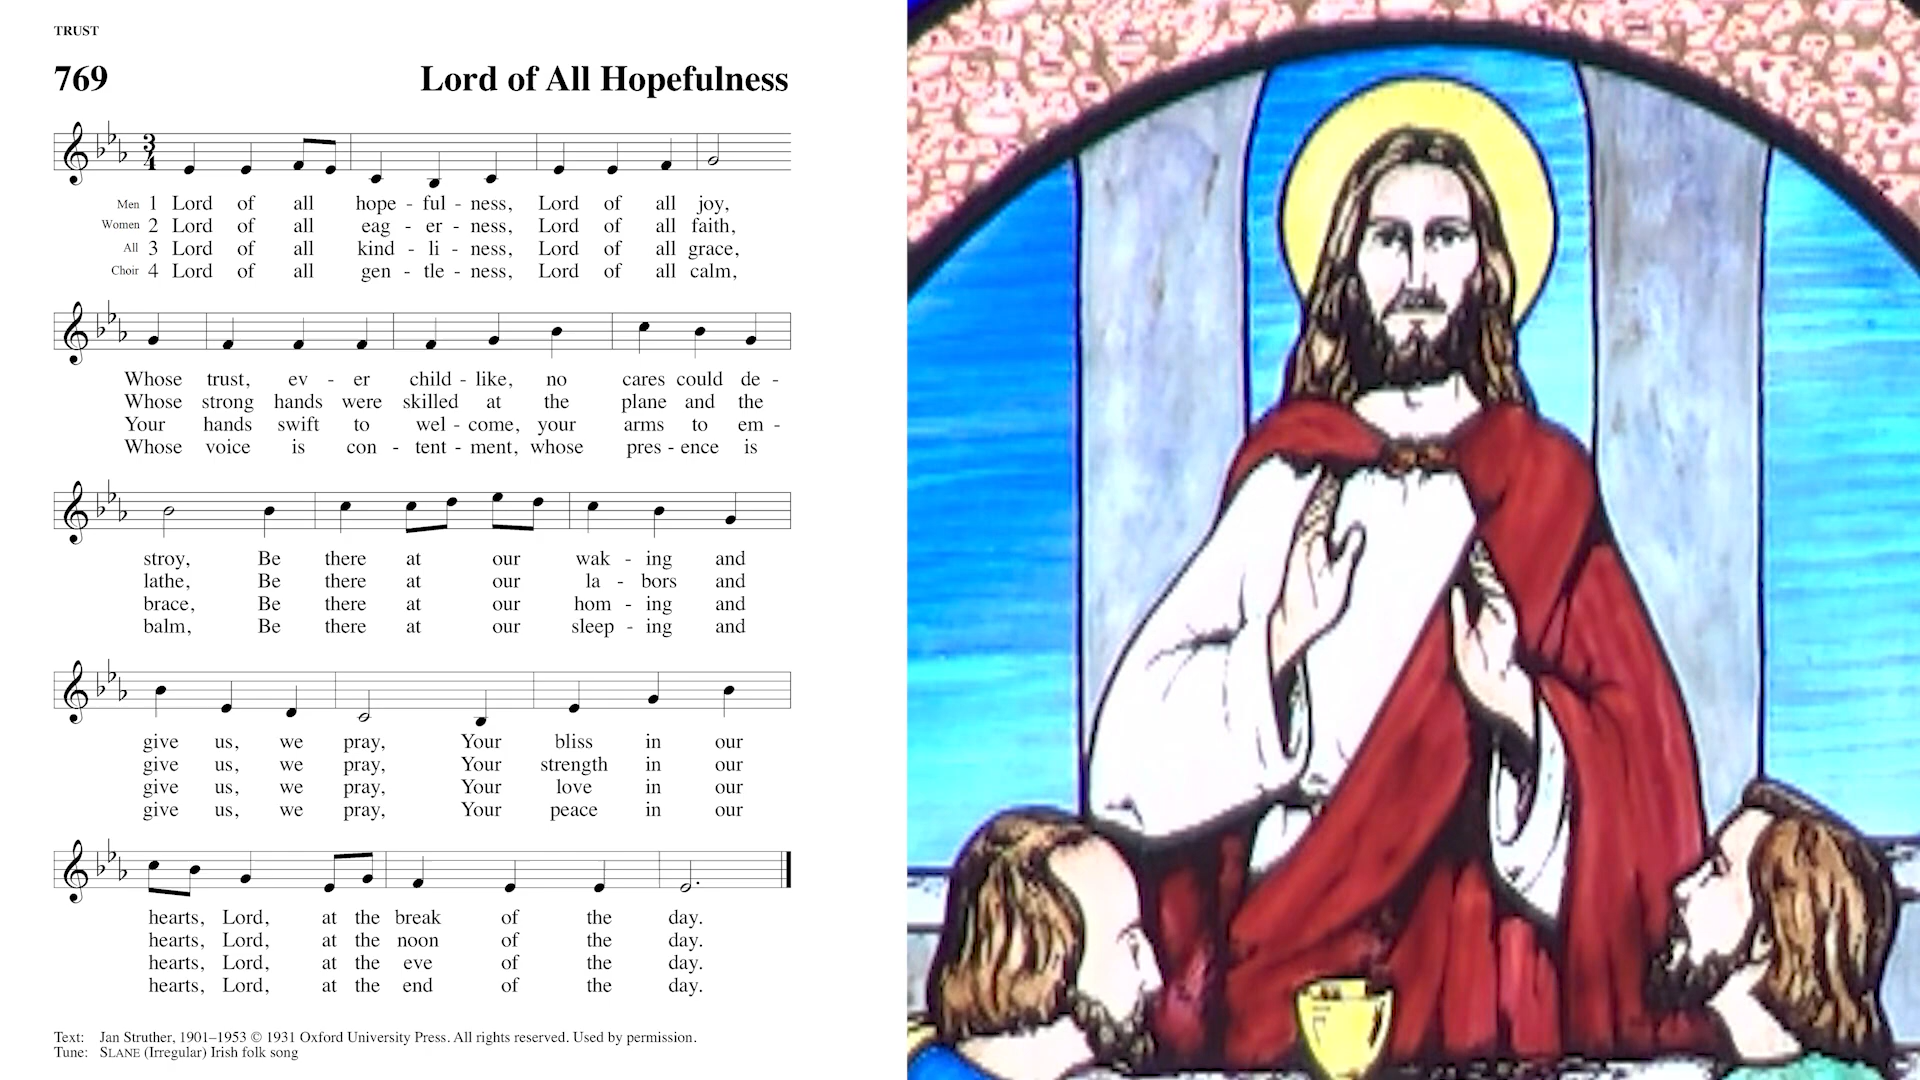 TRUST
769 Lord of All Hopefulness
3
4
Men 1 Lord of all hope - ful - ness, Lord of all joy,
Women 2 Lord of all eag - er - ness, Lord of all faith,
All 3 Lord of all kind - li - ness, Lord of all grace,
Choir 4 Lord of all gen - tle - ness, Lord of all calm,
Whose trust, ev - er child - like, no cares could de -
Whose strong hands were skilled at the plane and the
Your hands swift to wel - come, your arms to em -
Whose voice is con - tent - ment, whose pres - ence is
stroy, Be there at our wak - ing and
lathe, Be there at our la - bors and
brace, Be there at our hom - ing and
balm, Be there at our sleep - ing and
give us, we pray, Your bliss in our
give us, we pray, Your strength in our
give us, we pray, Your love in our
give us, we pray, Your peace in our
hearts, Lord, at the break of the day.
hearts, Lord, at the noon of the day.
hearts, Lord, at the eve of the day.
hearts, Lord, at the end of the day.
Text: Jan Struther, 1901–1953 © 1931 Oxford University Press. All rights reserved. Used by permission.
Tune: SLANE (Irregular) Irish folk song